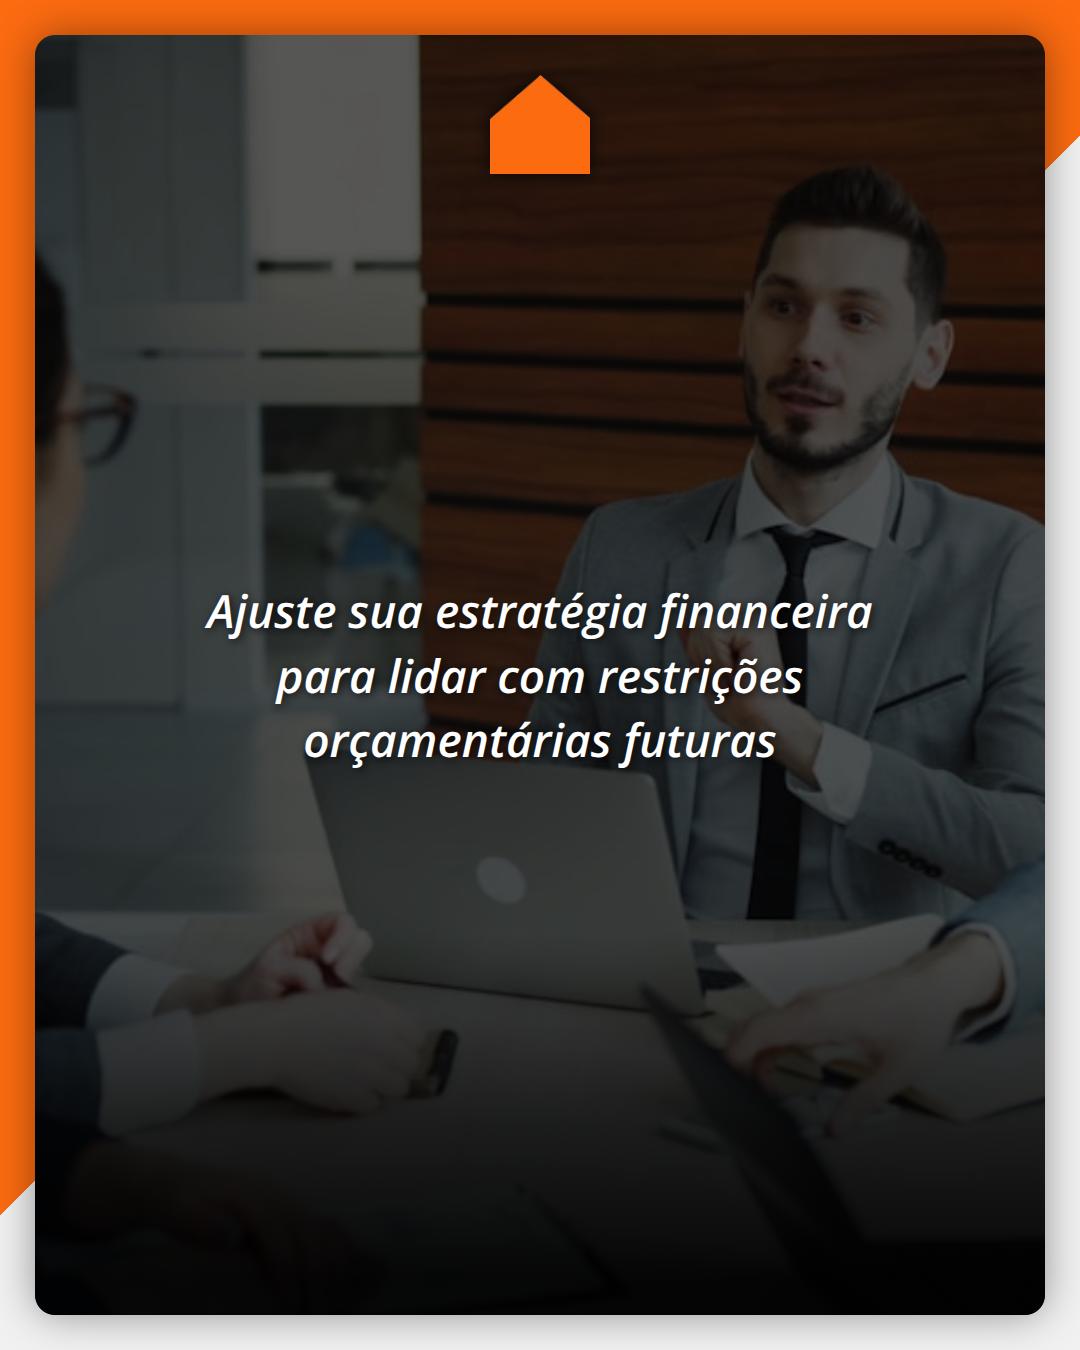 Ajuste sua estratégia financeira
para lidar com restrições
orçamentárias futuras